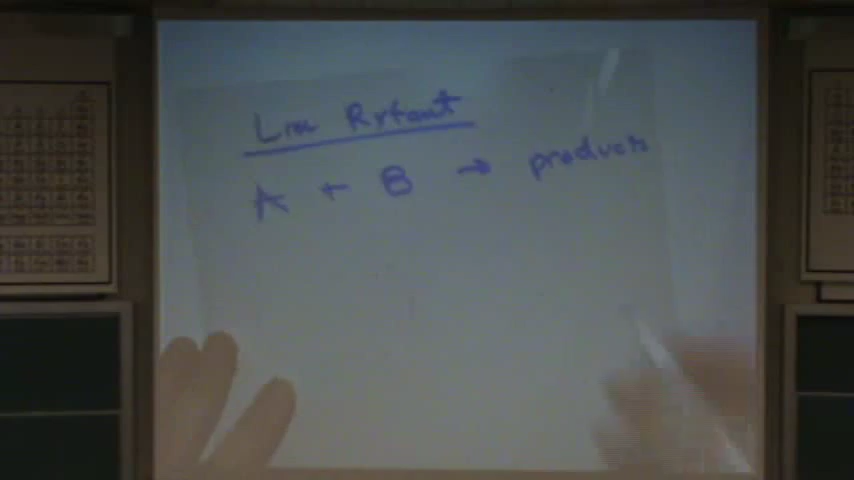 Lim Rxtant
A + B → products